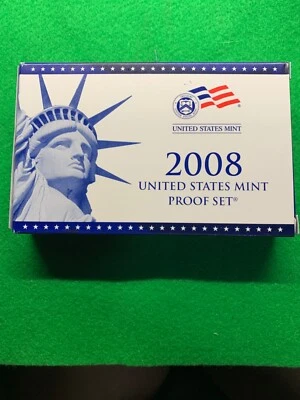 UNITED STATES MINT
2008
UNITED STATES MINT
PROOF SET®